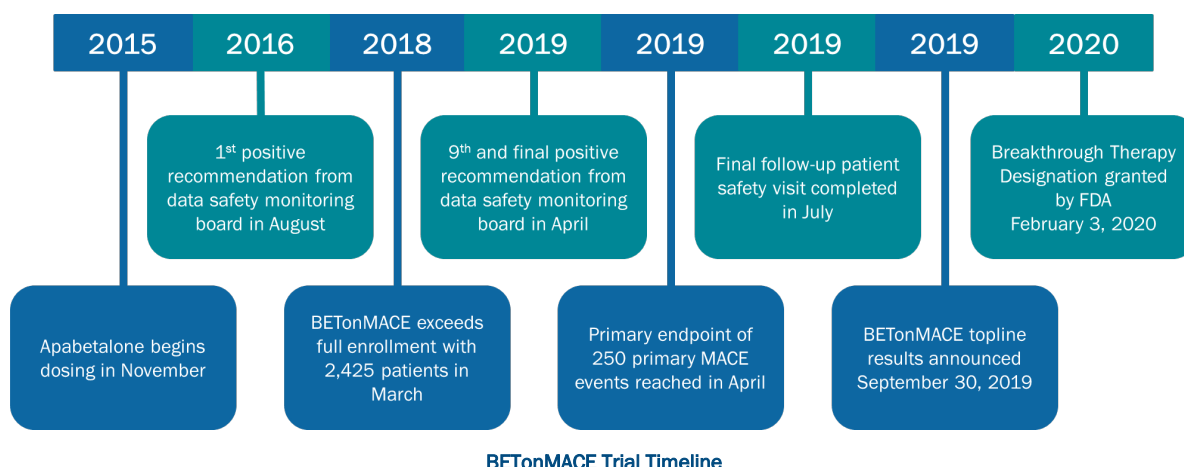 2015 2016 2018 2019 2019 2019 2019 2020
1st positive
recommendation from
data safety monitoring
board in August
9th and final positive
recommendation from
data safety monitoring
board in April
Final follow-up patient
safety visit completed
in July
Breakthrough Therapy
Designation granted
by FDA
February 3, 2020
Apabetalone begins
dosing in November
BETonMACE exceeds
full enrollment with
2,425 patients in
March
Primary endpoint of
250 primary MACE
events reached in April
BETonMACE topline
results announced
September 30, 2019
BETonMACE Trial Timeline